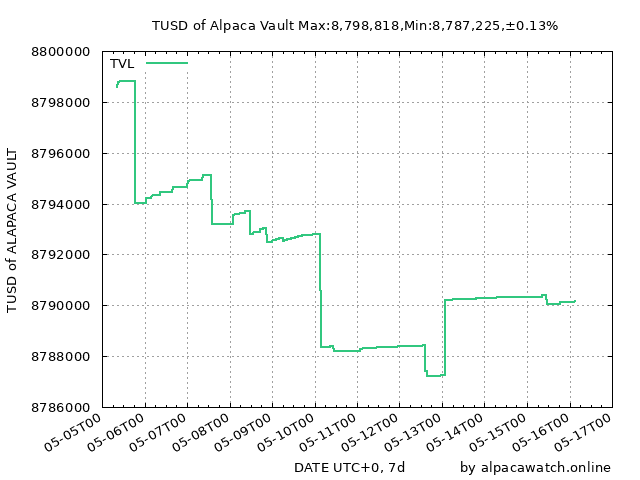 TUSD of Alpaca Vault Max:8,798,818,Min:8,787,225,±0.13%
TVL
TUSD of ALAPACA VAULT
8800000
8798000
8796000
8794000
8792000
8790000
8788000
8786000
05-05T00
05-06T00
05-07T00
05-08T00
05-09T00
05-10T00
05-11T00
05-12T00
05-13T00
05-14T00
05-15T00
05-16T00
05-17T00
DATE UTC+0, 7d
by alpacawatch.online